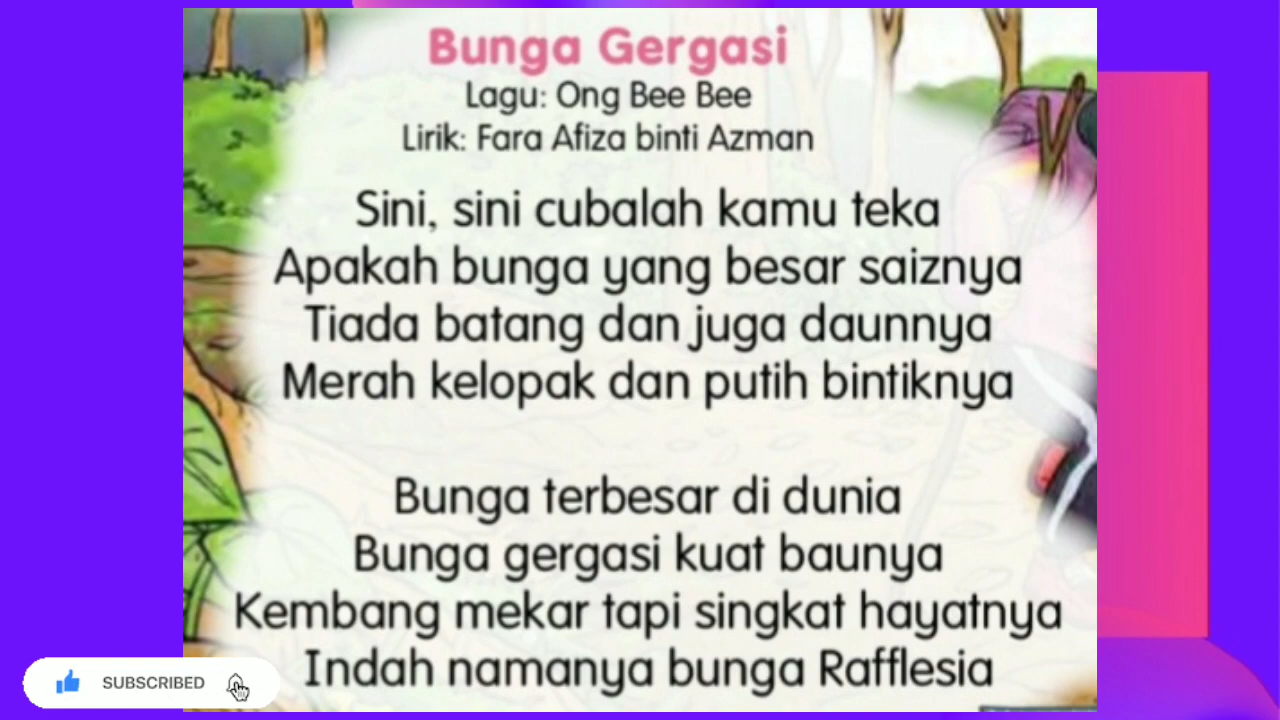 Bunga Gergasi
Lagu: Ong Bee Bee
Lirik: Fara Afiza binti Azman
Sini, sini cubalah kamu teka
Apakah bunga yang besar saiznya
Tiada batang dan juga daunnya
Merah kelopak dan putih bintiknya
Bunga terbesar di dunia
Bunga gergasi kuat baunya
Kembang mekar tapi singkat hayatnya
Indah namanya bunga Rafflesia
SUBSCRIBED